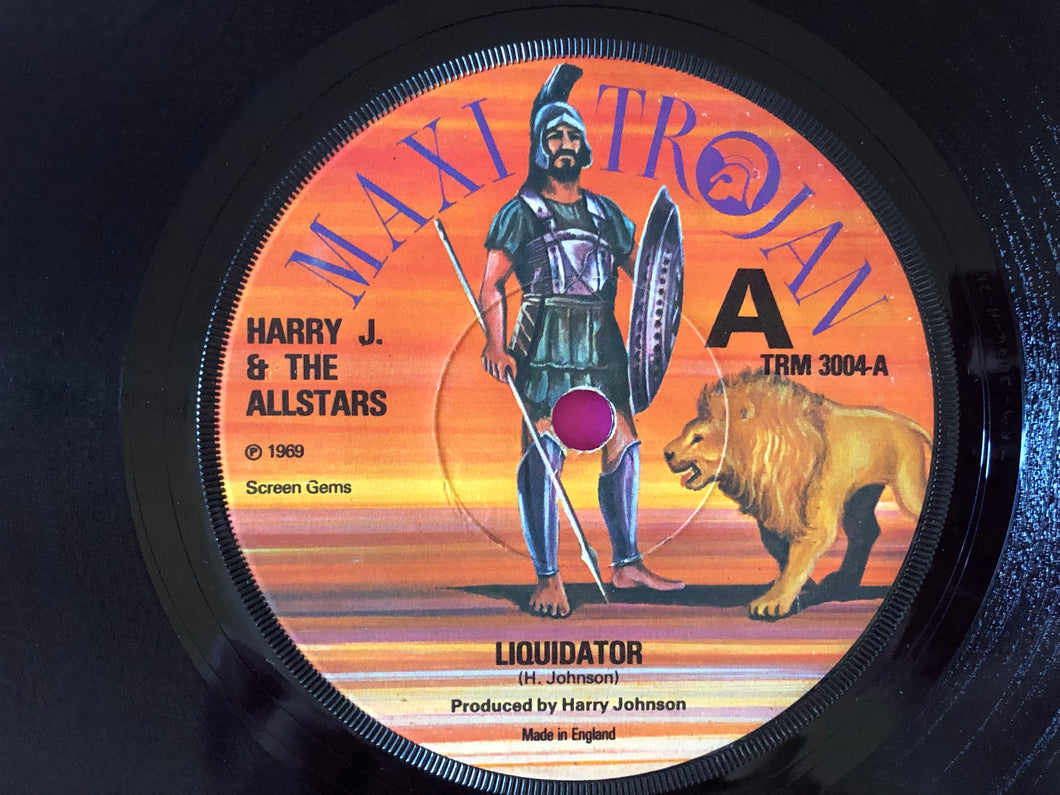 MAXI TROJAN
A
TRM 3004-A
HARRY J.
& THE
ALLSTARS
℗ 1969
Screen Gems
LIQUIDATOR
(H. Johnson)
Produced by Harry Johnson
Made in England